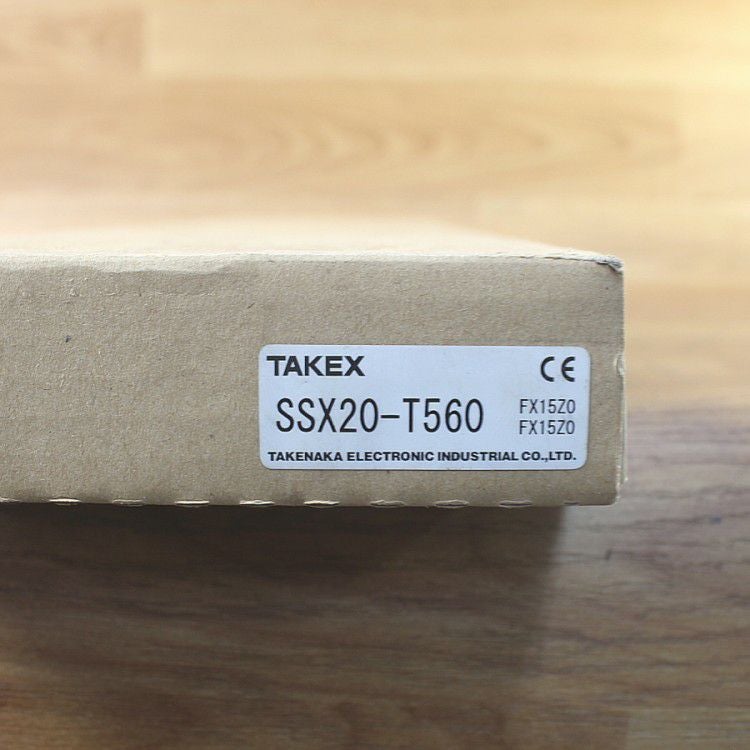 TAKEX CE
SSX20-T560 FX15Z0
FX15Z0
TAKENAKA ELECTRONIC INDUSTRIAL CO.,LTD.